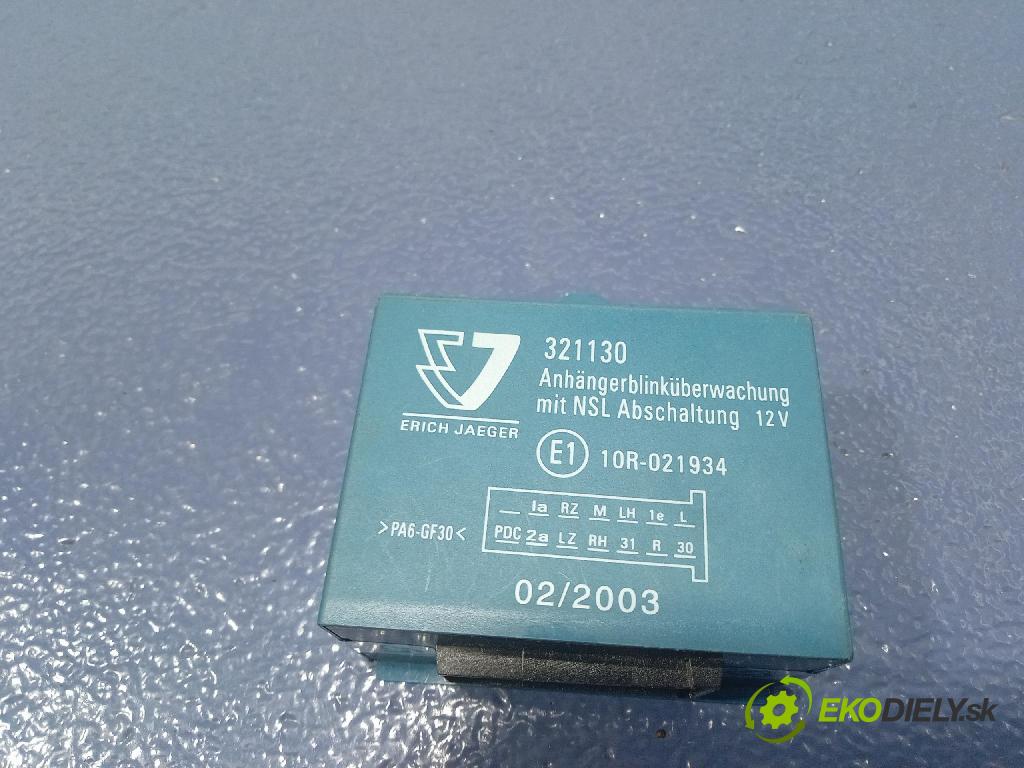 321130
Anhängerblinküberwachung
mit NSL Abschaltung 12V
ERICH JAEGER
E1 10R-021934
1a RZ M LH 1e L
>PA6-GF30< PDC 2a LZ RH 31 R 30
02/2003
EKODIELY.sk